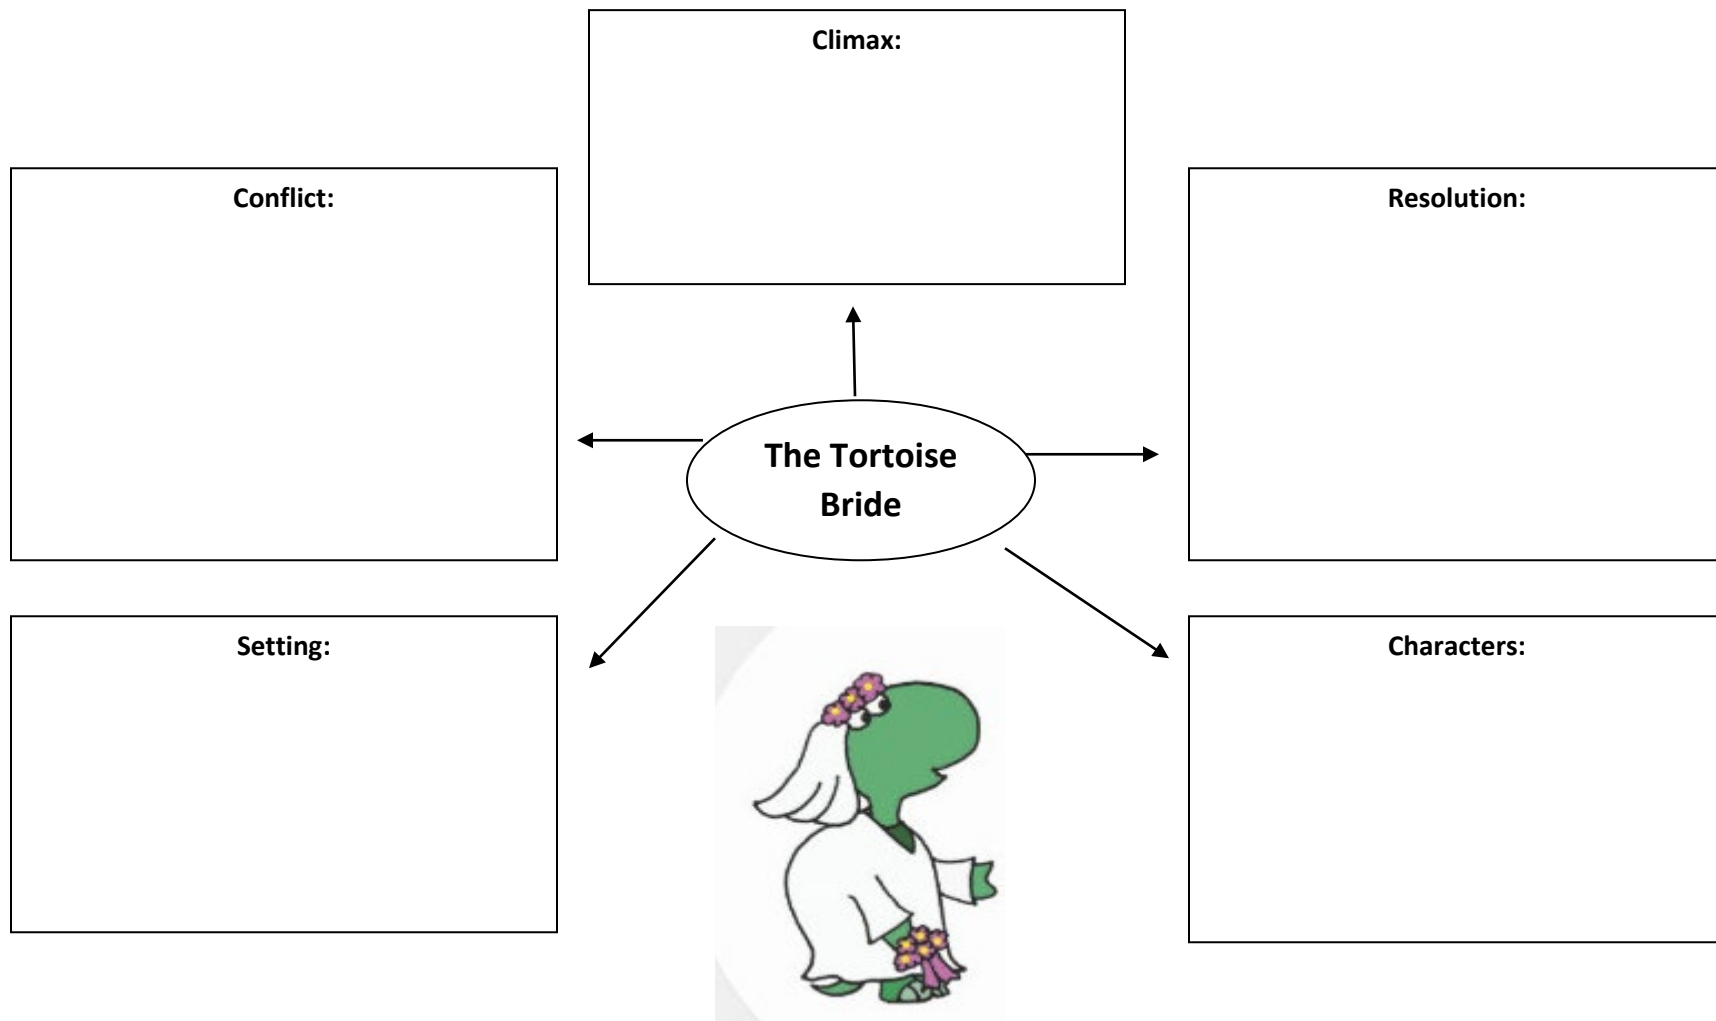 Climax:
Conflict:
Resolution:
The Tortoise
Bride
Setting:
Characters: